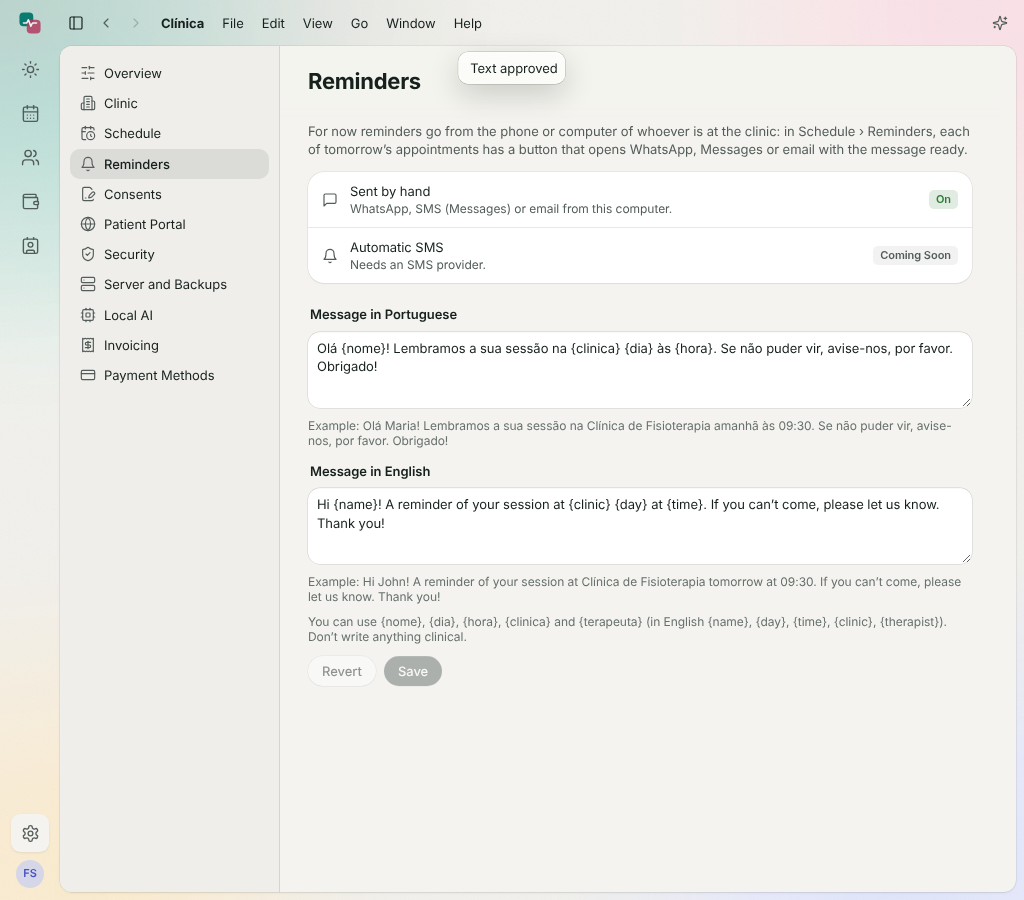 Clínica File Edit View Go Window Help
Text approved
Overview
Clinic
Schedule
Reminders
Consents
Patient Portal
Security
Server and Backups
Local AI
Invoicing
Payment Methods
FS
Reminders
For now reminders go from the phone or computer of whoever is at the clinic: in Schedule › Reminders, each
of tomorrow’s appointments has a button that opens WhatsApp, Messages or email with the message ready.
Sent by hand
WhatsApp, SMS (Messages) or email from this computer.
On
Automatic SMS
Needs an SMS provider.
Coming Soon
Message in Portuguese
Olá {nome}! Lembramos a sua sessão na {clinica} {dia} às {hora}. Se não puder vir, avise-nos, por favor.
Obrigado!
Example: Olá Maria! Lembramos a sua sessão na Clínica de Fisioterapia amanhã às 09:30. Se não puder vir, avise-
nos, por favor. Obrigado!
Message in English
Hi {name}! A reminder of your session at {clinic} {day} at {time}. If you can’t come, please let us know.
Thank you!
Example: Hi John! A reminder of your session at Clínica de Fisioterapia tomorrow at 09:30. If you can’t come, please
let us know. Thank you!
You can use {nome}, {dia}, {hora}, {clinica} and {terapeuta} (in English {name}, {day}, {time}, {clinic}, {therapist}).
Don’t write anything clinical.
Revert Save